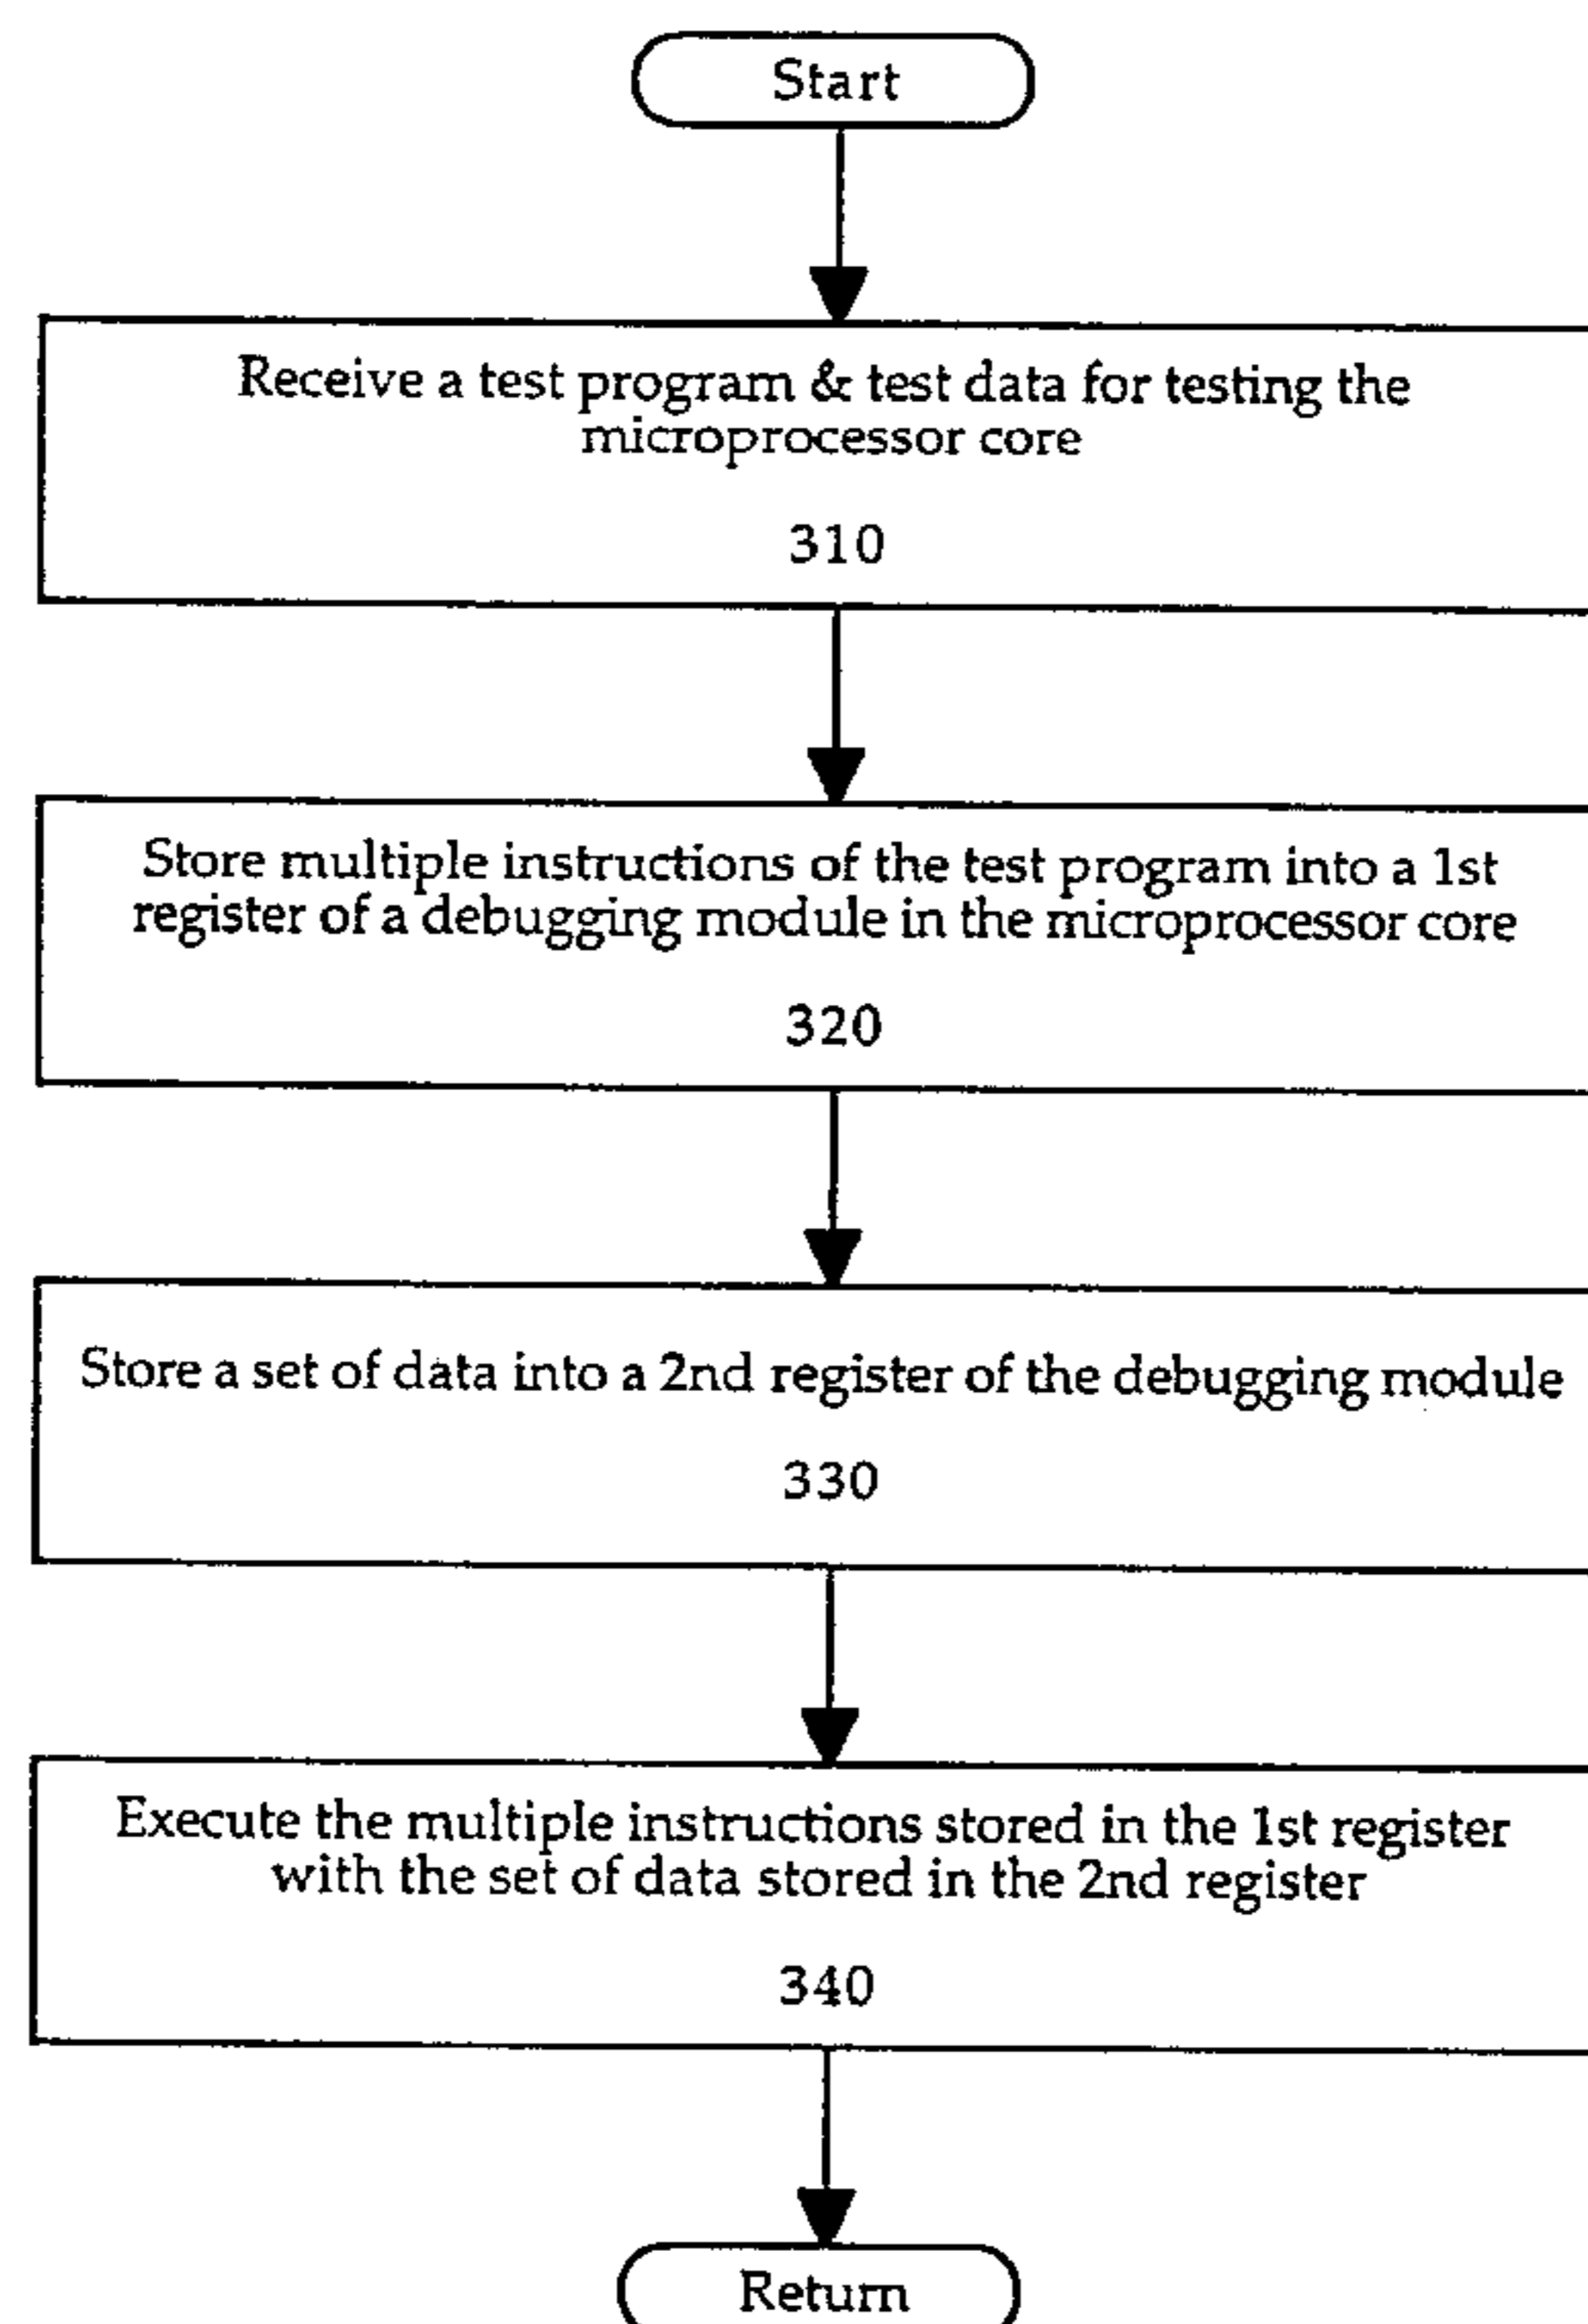 Start
Receive a test program & test data for testing the
microprocessor core
310
Store multiple instructions of the test program into a 1st
register of a debugging module in the microprocessor core
320
Store a set of data into a 2nd register of the debugging module
330
Execute the multiple instructions stored in the 1st register
with the set of data stored in the 2nd register
340
Return